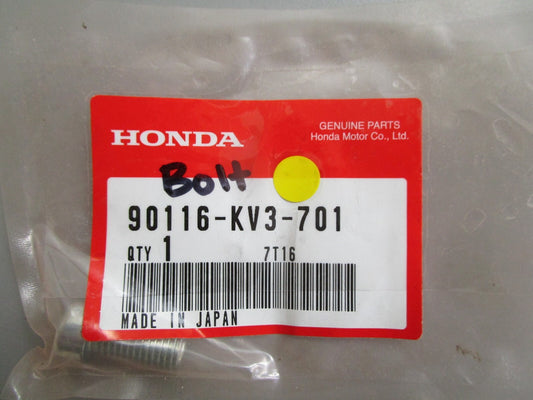 GENUINE PARTS
HONDA Honda Motor Co., Ltd.
Bolt
90116-KV3-701
QTY 1 7T16
MADE IN JAPAN